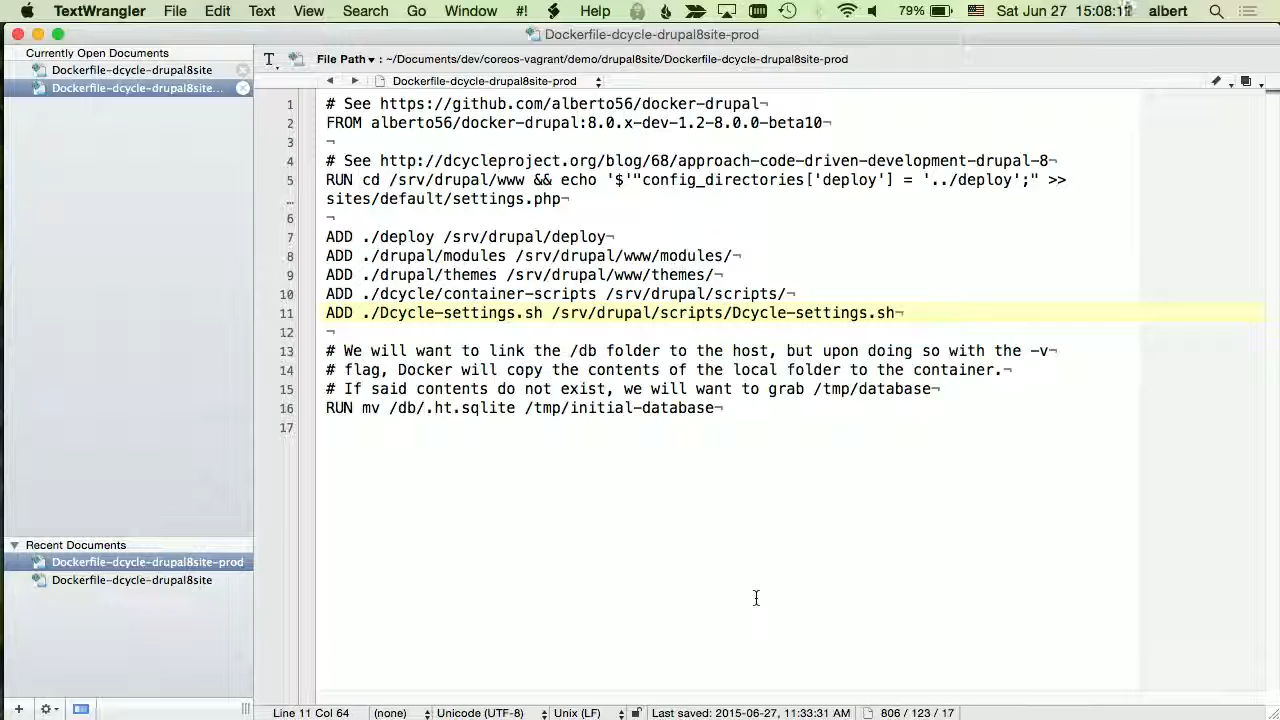 TextWrangler File Edit Text View Search Go Window #! Help 79% Sat Jun 27 15:08:11 albert
Dockerfile-dcycle-drupal8site-prod
Currently Open Documents
Dockerfile-dcycle-drupal8site
Dockerfile-dcycle-drupal8site...
File Path ▾ : ~/Documents/dev/coreos-vagrant/demo/drupal8site/Dockerfile-dcycle-drupal8site-prod
Dockerfile-dcycle-drupal8site-prod
1 # See https://github.com/alberto56/docker-drupal¬
2 FROM alberto56/docker-drupal:8.0.x-dev-1.2-8.0.0-beta10¬
3 ¬
4 # See http://dcycleproject.org/blog/68/approach-code-driven-development-drupal-8¬
5 RUN cd /srv/drupal/www && echo '$'"config_directories['deploy'] = '../deploy';" >>
… sites/default/settings.php¬
6 ¬
7 ADD ./deploy /srv/drupal/deploy¬
8 ADD ./drupal/modules /srv/drupal/www/modules/¬
9 ADD ./drupal/themes /srv/drupal/www/themes/¬
10 ADD ./dcycle/container-scripts /srv/drupal/scripts/¬
11 ADD ./Dcycle-settings.sh /srv/drupal/scripts/Dcycle-settings.sh¬
12 ¬
13 # We will want to link the /db folder to the host, but upon doing so with the -v¬
14 # flag, Docker will copy the contents of the local folder to the container.¬
15 # If said contents do not exist, we will want to grab /tmp/database¬
16 RUN mv /db/.ht.sqlite /tmp/initial-database¬
17
Recent Documents
Dockerfile-dcycle-drupal8site-prod
Dockerfile-dcycle-drupal8site
Line 11 Col 64 (none) Unicode (UTF-8) Unix (LF) Last saved: 2015-06-27, 11:33:31 AM 806 / 123 / 17